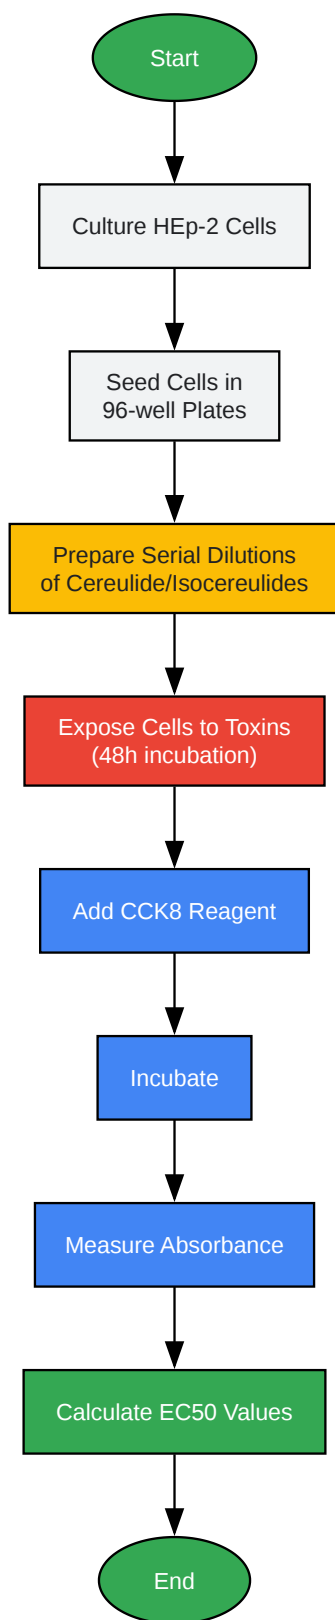 Start
Culture HEp-2 Cells
Seed Cells in
96-well Plates
Prepare Serial Dilutions
of Cereulide/Isocereulides
Expose Cells to Toxins
(48h incubation)
Add CCK8 Reagent
Incubate
Measure Absorbance
Calculate EC50 Values
End